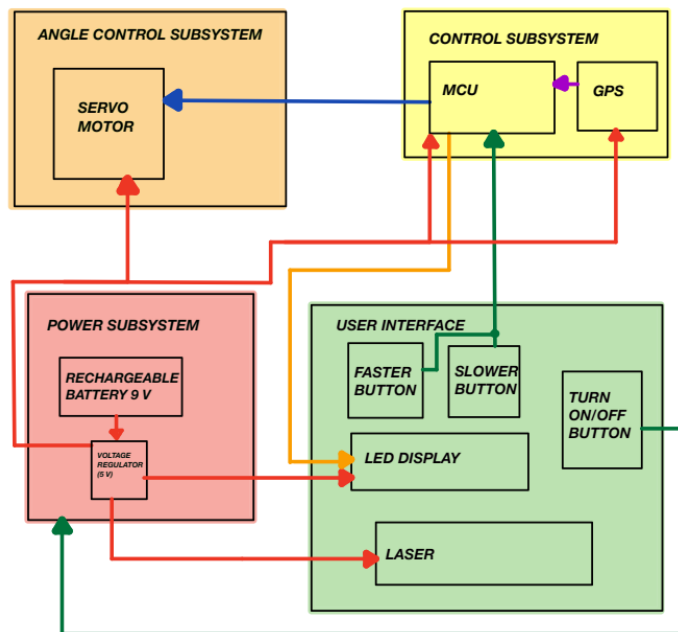 ANGLE CONTROL SUBSYSTEM
SERVO
MOTOR
CONTROL SUBSYSTEM
MCU
GPS
POWER SUBSYSTEM
RECHARGEABLE
BATTERY 9 V
VOLTAGE
REGULATOR
(5 V)
USER INTERFACE
FASTER
BUTTON
SLOWER
BUTTON
TURN
ON/OFF
BUTTON
LED DISPLAY
LASER